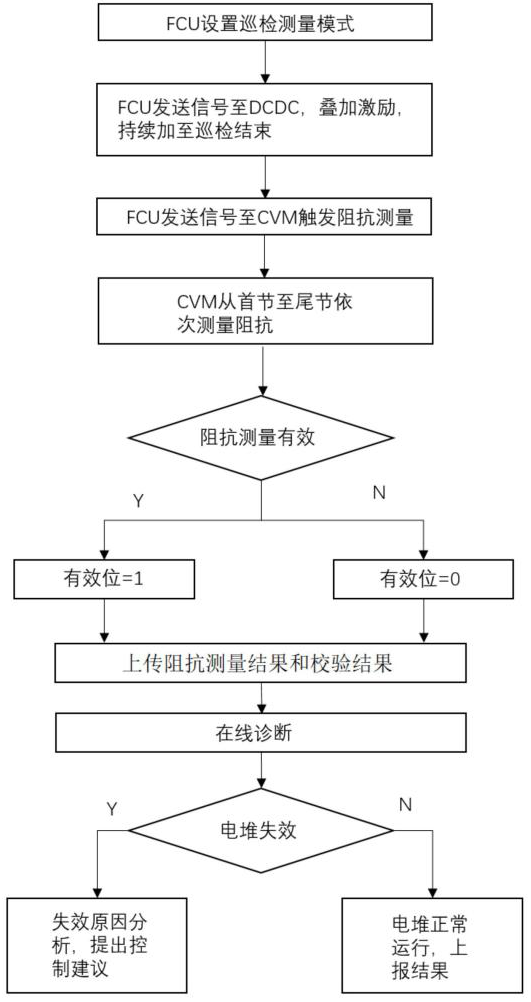 FCU设置巡检测量模式
FCU发送信号至DCDC，叠加激励，
持续加至巡检结束
FCU发送信号至CVM触发阻抗测量
CVM从首节至尾节依
次测量阻抗
阻抗测量有效
Y
N
有效位=1
有效位=0
上传阻抗测量结果和校验结果
在线诊断
电堆失效
Y
N
失效原因分
析，提出控
制建议
电堆正常
运行，上
报结果